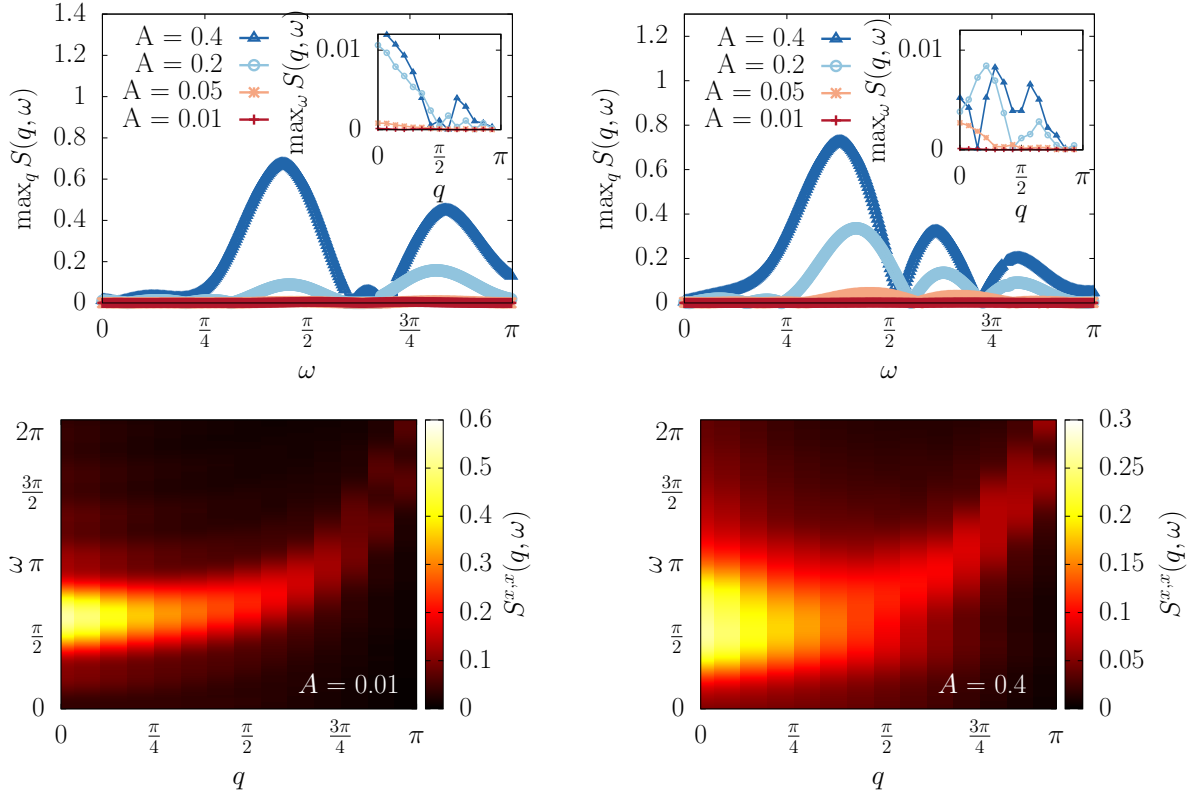 1.4
1.2
1
0.8
0.6
0.4
0.2
0
max_q S(q, ω)
A = 0.4
A = 0.2
A = 0.05
A = 0.01
max_ω S(q, ω)
0.01
0
0 π/2 π
q
0 π/4 π/2 3π/4 π
ω
1.2
1
0.8
0.6
0.4
0.2
0
max_q S(q, ω)
A = 0.4
A = 0.2
A = 0.05
A = 0.01
max_ω S(q, ω)
0.01
0
0 π/2 π
q
0 π/4 π/2 3π/4 π
ω
2π
3π/2
π
π/2
0
ω
A = 0.01
0 π/4 π/2 3π/4 π
q
0.6
0.5
0.4
0.3
0.2
0.1
0
S^{x,x}(q, ω)
2π
3π/2
π
π/2
0
ω
A = 0.4
0 π/4 π/2 3π/4 π
q
0.3
0.25
0.2
0.15
0.1
0.05
0
S^{x,x}(q, ω)